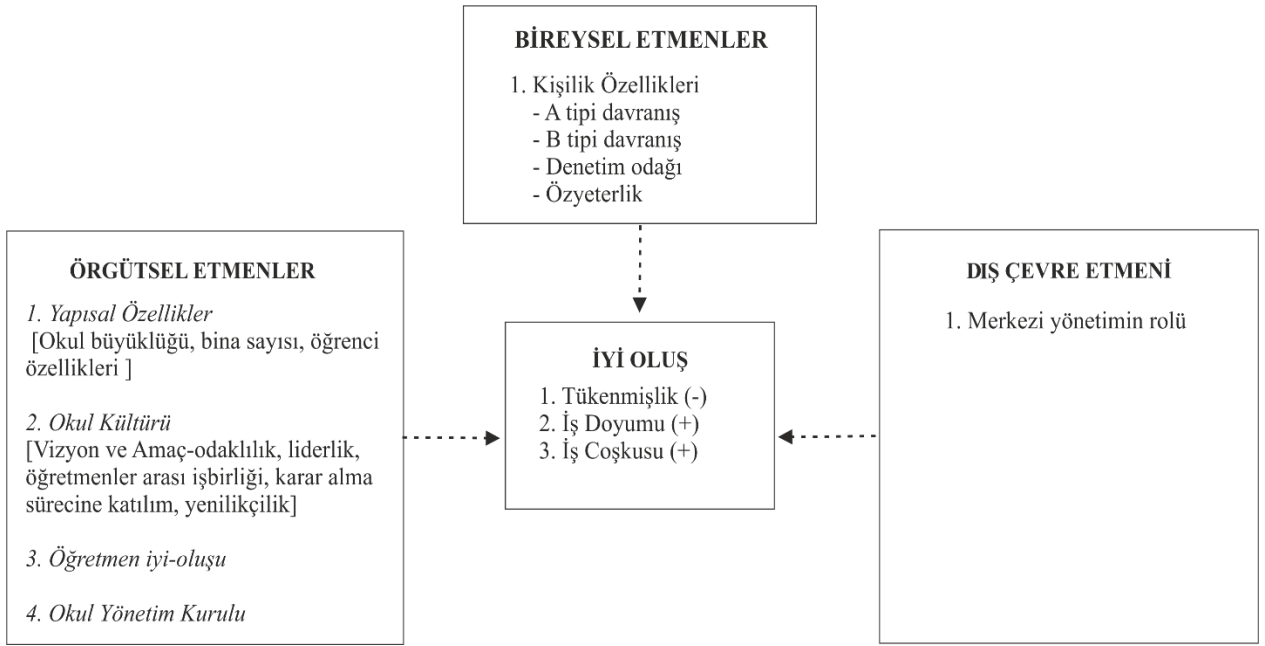 BİREYSEL ETMENLER
1. Kişilik Özellikleri
- A tipi davranış
- B tipi davranış
- Denetim odağı
- Özyeterlik
ÖRGÜTSEL ETMENLER
1. Yapısal Özellikler
[Okul büyüklüğü, bina sayısı, öğrenci
özellikleri ]
2. Okul Kültürü
[Vizyon ve Amaç-odaklılık, liderlik,
öğretmenler arası işbirliği, karar alma
sürecine katılım, yenilikçilik]
3. Öğretmen iyi-oluşu
4. Okul Yönetim Kurulu
İYİ OLUŞ
1. Tükenmişlik (-)
2. İş Doyumu (+)
3. İş Coşkusu (+)
DIŞ ÇEVRE ETMENİ
1. Merkezi yönetimin rolü